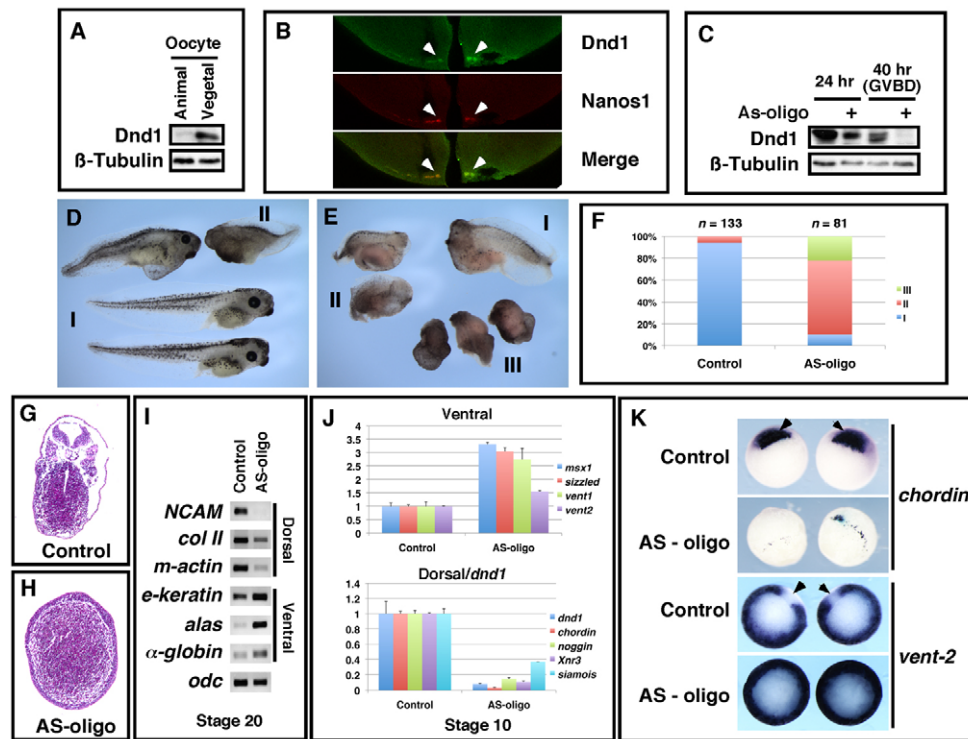 A
Oocyte
Animal
Vegetal
Dnd1
ß-Tubulin
B
Dnd1
Nanos1
Merge
C
24 hr
40 hr
(GVBD)
As-oligo + +
Dnd1
ß-Tubulin
D
II
I
E
I
II
III
F
n = 133
n = 81
100%
80%
60%
40%
20%
0%
Control
AS-oligo
III
II
I
G
Control
H
AS-oligo
I
Control
AS-oligo
NCAM
col II
m-actin
e-keratin
alas
α-globin
odc
Dorsal
Ventral
Stage 20
J
Ventral
4
3.5
3
2.5
2
1.5
1
0.5
0
Control
AS-oligo
msx1
sizzled
vent1
vent2
Dorsal/dnd1
1.4
1.2
1
0.8
0.6
0.4
0.2
0
Control
AS-oligo
dnd1
chordin
noggin
Xnr3
siamois
Stage 10
K
Control
AS - oligo
chordin
Control
AS - oligo
vent-2